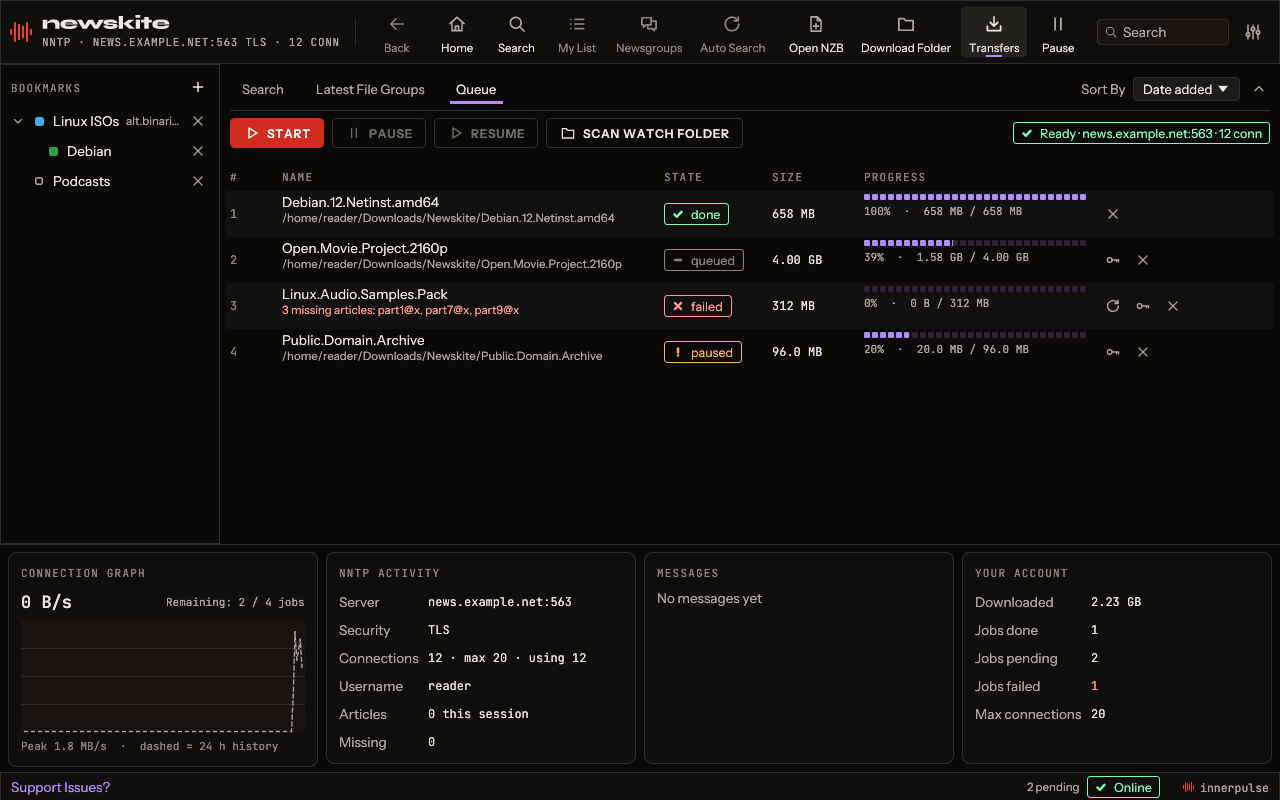 newskite
NNTP · NEWS.EXAMPLE.NET:563 TLS · 12 CONN
Back
Home
Search
My List
Newsgroups
Auto Search
Open NZB
Download Folder
Transfers
Pause
Search
BOOKMARKS
Linux ISOs alt.binari...
Debian
Podcasts
Search
Latest File Groups
Queue
Sort By
Date added
START
PAUSE
RESUME
SCAN WATCH FOLDER
Ready · news.example.net:563 · 12 conn
# NAME STATE SIZE PROGRESS
1 Debian.12.Netinst.amd64
/home/reader/Downloads/Newskite/Debian.12.Netinst.amd64
done
658 MB
100% · 658 MB / 658 MB
2 Open.Movie.Project.2160p
/home/reader/Downloads/Newskite/Open.Movie.Project.2160p
queued
4.00 GB
39% · 1.58 GB / 4.00 GB
3 Linux.Audio.Samples.Pack
3 missing articles: part1@x, part7@x, part9@x
failed
312 MB
0% · 0 B / 312 MB
4 Public.Domain.Archive
/home/reader/Downloads/Newskite/Public.Domain.Archive
paused
96.0 MB
20% · 20.0 MB / 96.0 MB
CONNECTION GRAPH
0 B/s
Remaining: 2 / 4 jobs
Peak 1.8 MB/s · dashed = 24 h history
NNTP ACTIVITY
Server news.example.net:563
Security TLS
Connections 12 · max 20 · using 12
Username reader
Articles 0 this session
Missing 0
MESSAGES
No messages yet
YOUR ACCOUNT
Downloaded 2.23 GB
Jobs done 1
Jobs pending 2
Jobs failed 1
Max connections 20
Support Issues?
2 pending
Online
innerpulse